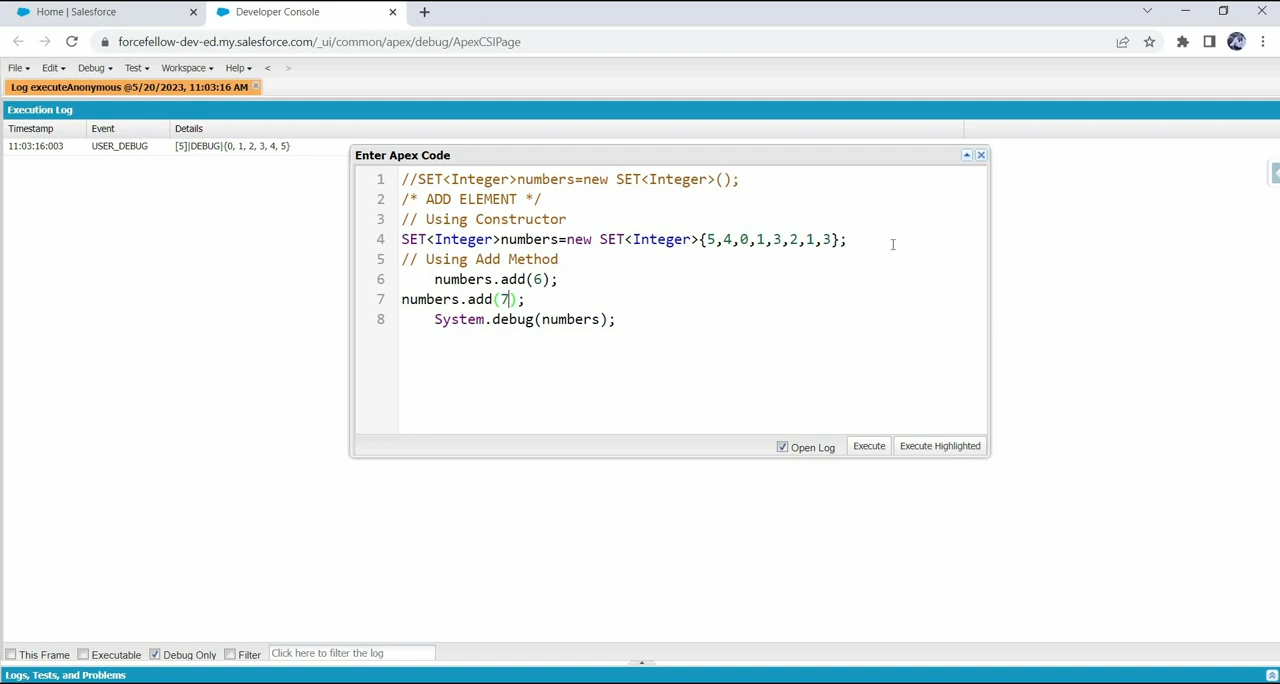 Home | Salesforce
Developer Console
forcefellow-dev-ed.my.salesforce.com/_ui/common/apex/debug/ApexCSIPage
File Edit Debug Test Workspace Help < >
Log executeAnonymous @5/20/2023, 11:03:16 AM
Execution Log
Timestamp Event Details
11:03:16:003 USER_DEBUG [5]|DEBUG|{0, 1, 2, 3, 4, 5}
Enter Apex Code
1 //SET<Integer>numbers=new SET<Integer>();
2 /* ADD ELEMENT */
3 // Using Constructor
4 SET<Integer>numbers=new SET<Integer>{5,4,0,1,3,2,1,3};
5 // Using Add Method
6 numbers.add(6);
7 numbers.add(7);
8 System.debug(numbers);
Open Log Execute Execute Highlighted
This Frame Executable Debug Only Filter Click here to filter the log
Logs, Tests, and Problems